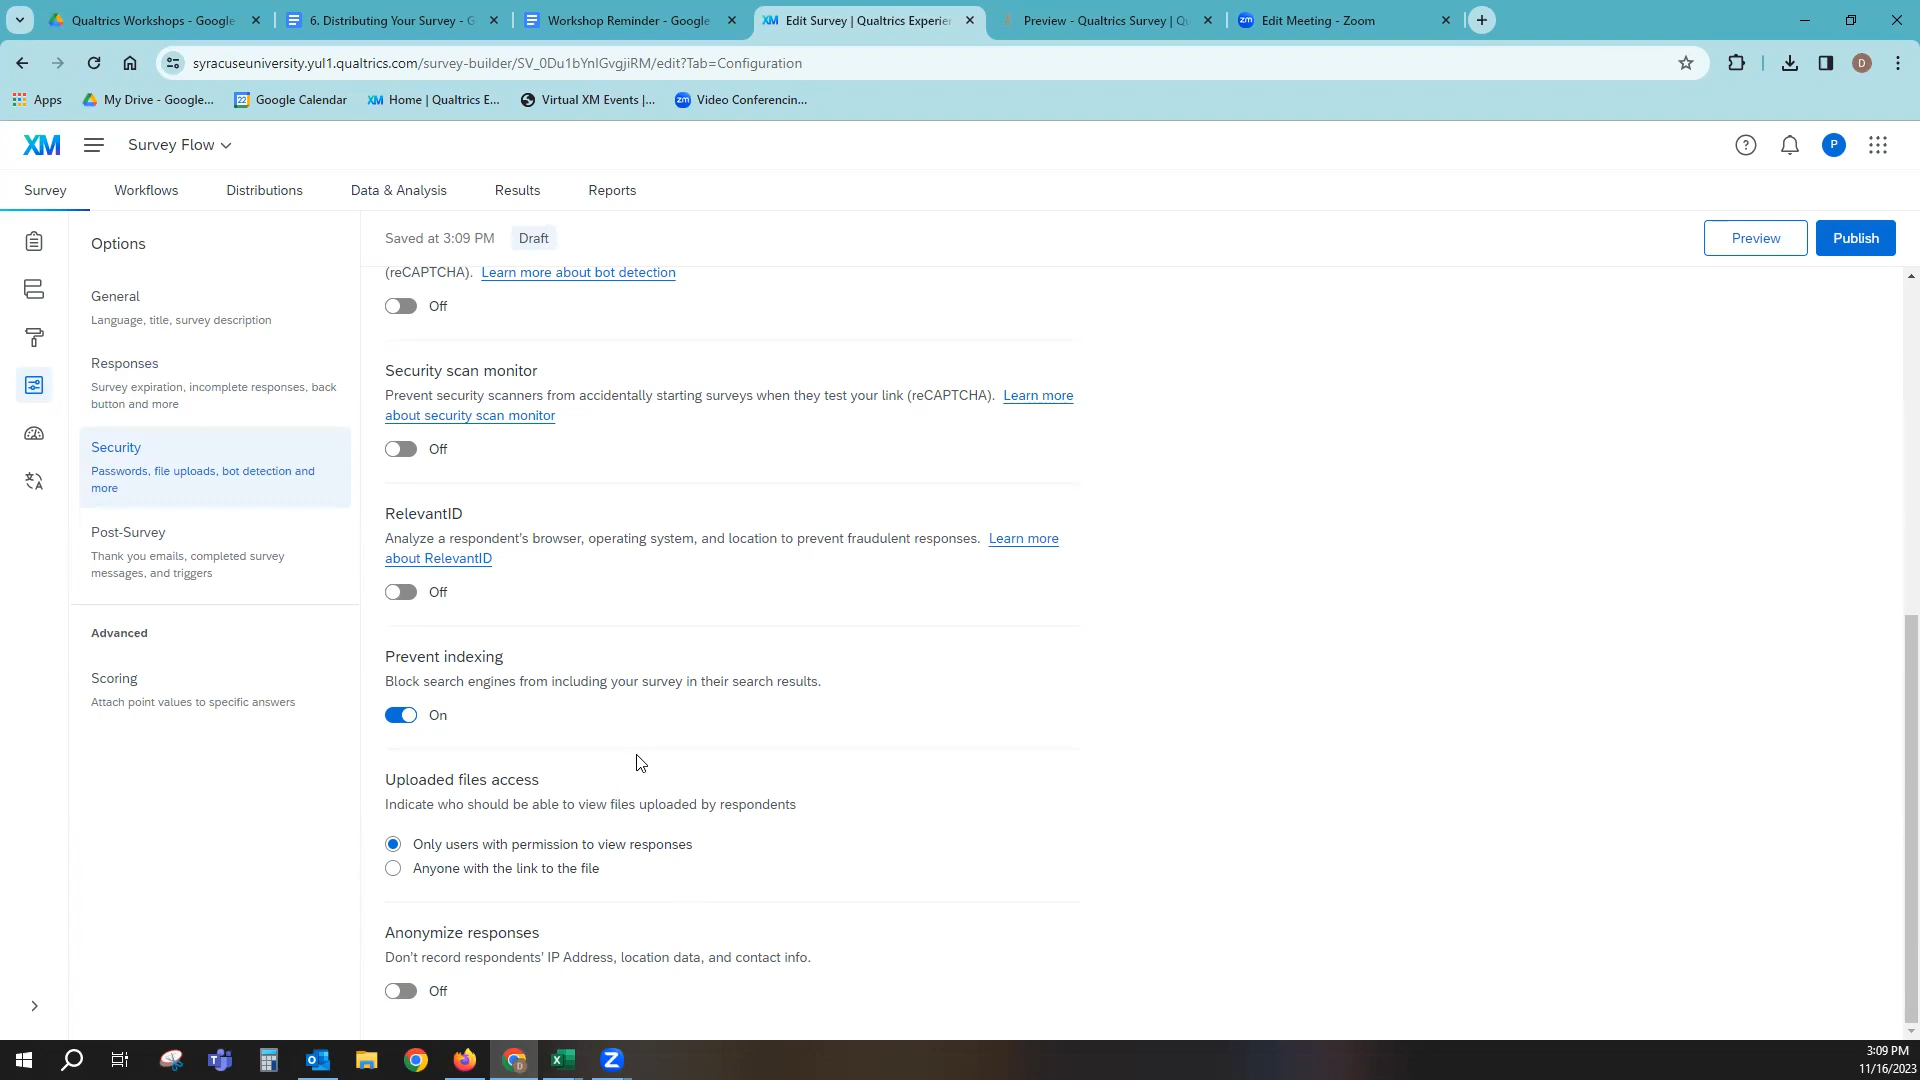 Qualtrics Workshops - Google
6. Distributing Your Survey - G
Workshop Reminder - Google
XM Edit Survey | Qualtrics Experien
Preview - Qualtrics Survey | Qu
zm Edit Meeting - Zoom
syracuseuniversity.yul1.qualtrics.com/survey-builder/SV_0Du1bYnlGvgjiRM/edit?Tab=Configuration
D
Apps
My Drive - Google...
22 Google Calendar
XM Home | Qualtrics E...
Virtual XM Events |...
zm Video Conferencin...
XM
Survey Flow
?
P
Survey
Workflows
Distributions
Data & Analysis
Results
Reports
Options
Saved at 3:09 PM
Draft
Preview
Publish
General
Language, title, survey description
Responses
Survey expiration, incomplete responses, back
button and more
Security
Passwords, file uploads, bot detection and
more
Post-Survey
Thank you emails, completed survey
messages, and triggers
Advanced
Scoring
Attach point values to specific answers
(reCAPTCHA). Learn more about bot detection
Off
Security scan monitor
Prevent security scanners from accidentally starting surveys when they test your link (reCAPTCHA). Learn more
about security scan monitor
Off
RelevantID
Analyze a respondent's browser, operating system, and location to prevent fraudulent responses. Learn more
about RelevantID
Off
Prevent indexing
Block search engines from including your survey in their search results.
On
Uploaded files access
Indicate who should be able to view files uploaded by respondents
Only users with permission to view responses
Anyone with the link to the file
Anonymize responses
Don't record respondents' IP Address, location data, and contact info.
Off
3:09 PM
11/16/2023